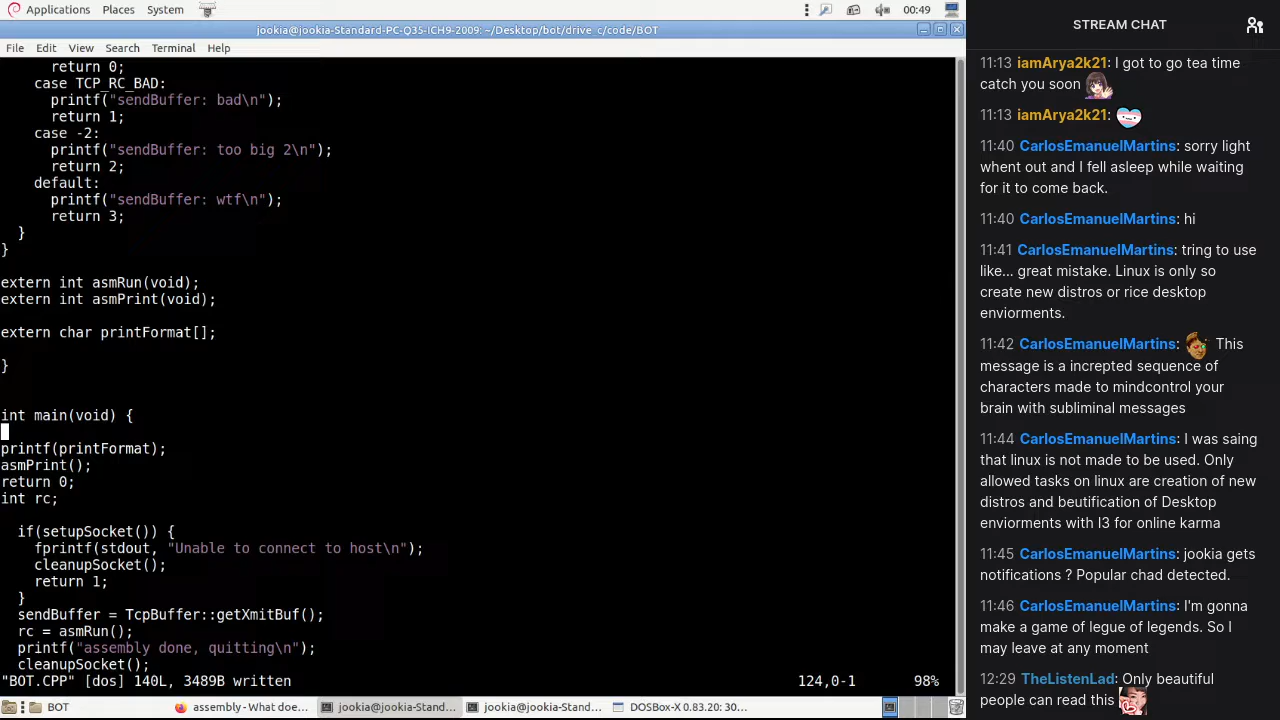 Applications Places System 00:49
jookia@jookia-Standard-PC-Q35-ICH9-2009: ~/Desktop/bot/drive_c/code/BOT
File Edit View Search Terminal Help
return 0;
case TCP_RC_BAD:
printf("sendBuffer: bad\n");
return 1;
case -2:
printf("sendBuffer: too big 2\n");
return 2;
default:
printf("sendBuffer: wtf\n");
return 3;
}
}
extern int asmRun(void);
extern int asmPrint(void);
extern char printFormat[];
}
int main(void) {
printf(printFormat);
asmPrint();
return 0;
int rc;
if(setupSocket()) {
fprintf(stdout, "Unable to connect to host\n");
cleanupSocket();
return 1;
}
sendBuffer = TcpBuffer::getXmitBuf();
rc = asmRun();
printf("assembly done, quitting\n");
cleanupSocket();
"BOT.CPP" [dos] 140L, 3489B written 124,0-1 98%
BOT assembly - What doe... jookia@jookia-Stand... jookia@jookia-Stand... DOSBox-X 0.83.20: 30...
STREAM CHAT
11:13 iamArya2k21: I got to go tea time
catch you soon
11:13 iamArya2k21:
11:40 CarlosEmanuelMartins: sorry light
whent out and I fell asleep while waiting
for it to come back.
11:40 CarlosEmanuelMartins: hi
11:41 CarlosEmanuelMartins: tring to use
like... great mistake. Linux is only so
create new distros or rice desktop
enviorments.
11:42 CarlosEmanuelMartins: This
message is a increpted sequence of
characters made to mindcontrol your
brain with subliminal messages
11:44 CarlosEmanuelMartins: I was saing
that linux is not made to be used. Only
allowed tasks on linux are creation of new
distros and beutification of Desktop
enviorments with I3 for online karma
11:45 CarlosEmanuelMartins: jookia gets
notifications ? Popular chad detected.
11:46 CarlosEmanuelMartins: I'm gonna
make a game of legue of legends. So I
may leave at any moment
12:29 TheListenLad: Only beautiful
people can read this